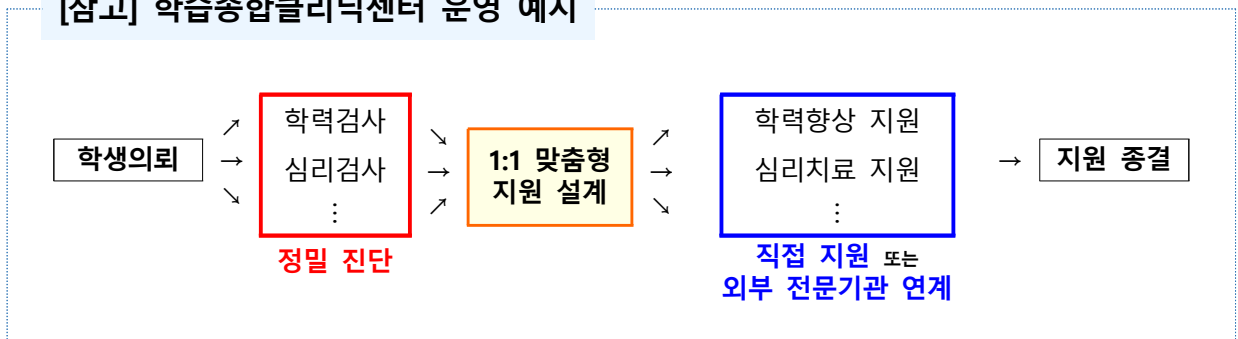 [참고] 학습종합클리닉센터 운영 예시
학생의뢰
↗
→
↘
학력검사
심리검사
⋮
정밀 진단
↘
→
↗
1:1 맞춤형
지원 설계
↗
→
↘
학력향상 지원
심리치료 지원
⋮
직접 지원 또는
외부 전문기관 연계
→
지원 종결